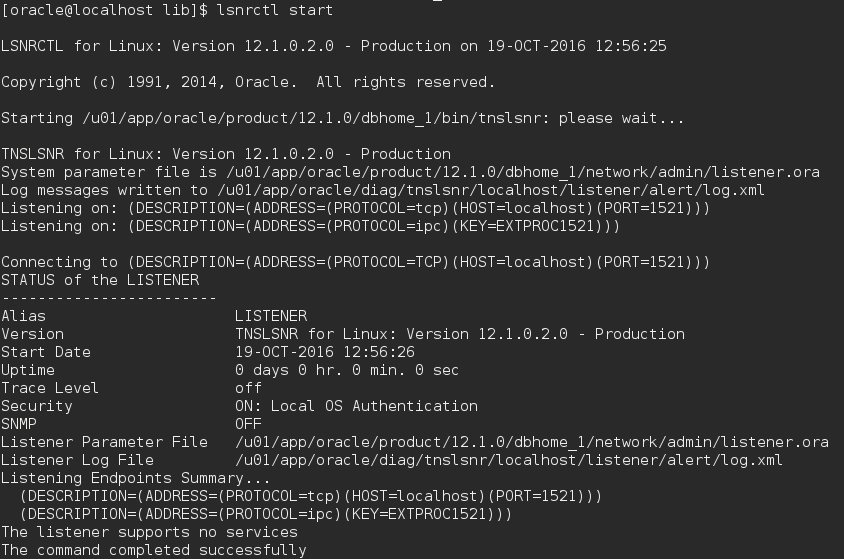 [oracle@localhost lib]$ lsnrctl start
LSNRCTL for Linux: Version 12.1.0.2.0 - Production on 19-OCT-2016 12:56:25
Copyright (c) 1991, 2014, Oracle.  All rights reserved.
Starting /u01/app/oracle/product/12.1.0/dbhome_1/bin/tnslsnr: please wait...
TNSLSNR for Linux: Version 12.1.0.2.0 - Production
System parameter file is /u01/app/oracle/product/12.1.0/dbhome_1/network/admin/listener.ora
Log messages written to /u01/app/oracle/diag/tnslsnr/localhost/listener/alert/log.xml
Listening on: (DESCRIPTION=(ADDRESS=(PROTOCOL=tcp)(HOST=localhost)(PORT=1521)))
Listening on: (DESCRIPTION=(ADDRESS=(PROTOCOL=ipc)(KEY=EXTPROC1521)))
Connecting to (DESCRIPTION=(ADDRESS=(PROTOCOL=TCP)(HOST=localhost)(PORT=1521)))
STATUS of the LISTENER
------------------------
Alias                     LISTENER
Version                   TNSLSNR for Linux: Version 12.1.0.2.0 - Production
Start Date                19-OCT-2016 12:56:26
Uptime                    0 days 0 hr. 0 min. 0 sec
Trace Level               off
Security                  ON: Local OS Authentication
SNMP                      OFF
Listener Parameter File   /u01/app/oracle/product/12.1.0/dbhome_1/network/admin/listener.ora
Listener Log File         /u01/app/oracle/diag/tnslsnr/localhost/listener/alert/log.xml
Listening Endpoints Summary...
  (DESCRIPTION=(ADDRESS=(PROTOCOL=tcp)(HOST=localhost)(PORT=1521)))
  (DESCRIPTION=(ADDRESS=(PROTOCOL=ipc)(KEY=EXTPROC1521)))
The listener supports no services
The command completed successfully